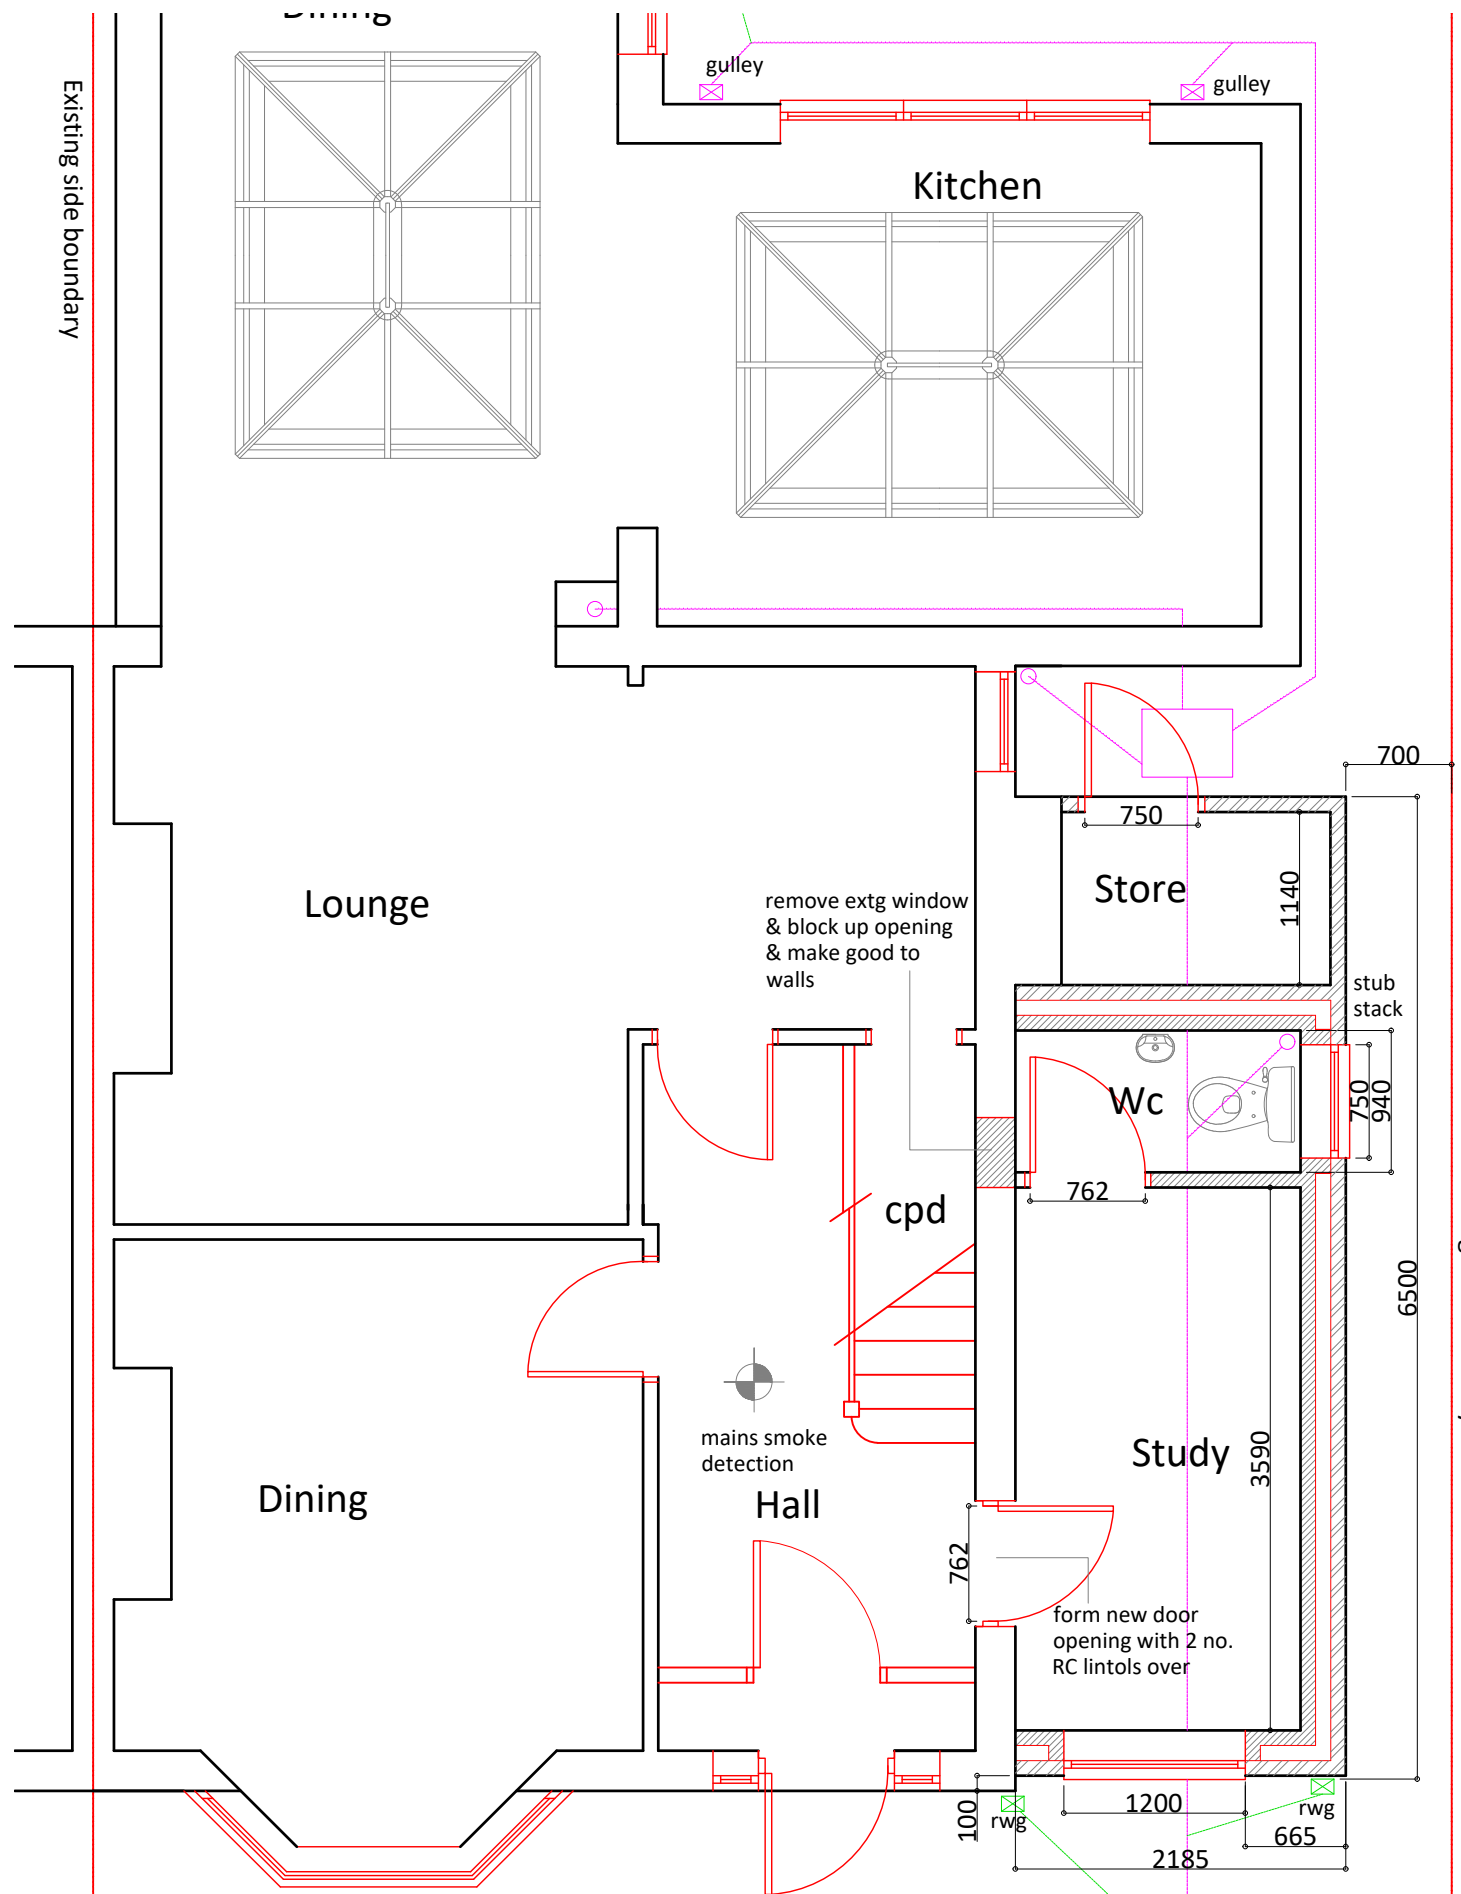 Dining
gulley
gulley
Existing side boundary
Kitchen
700
750
Store
1140
Lounge
remove extg window
& block up opening
& make good to
walls
stub
stack
Wc
750
940
762
cpd
6500
mains smoke
detection
Study
3590
Dining
Hall
762
form new door
opening with 2 no.
RC lintols over
100
rwg
1200
rwg
665
2185